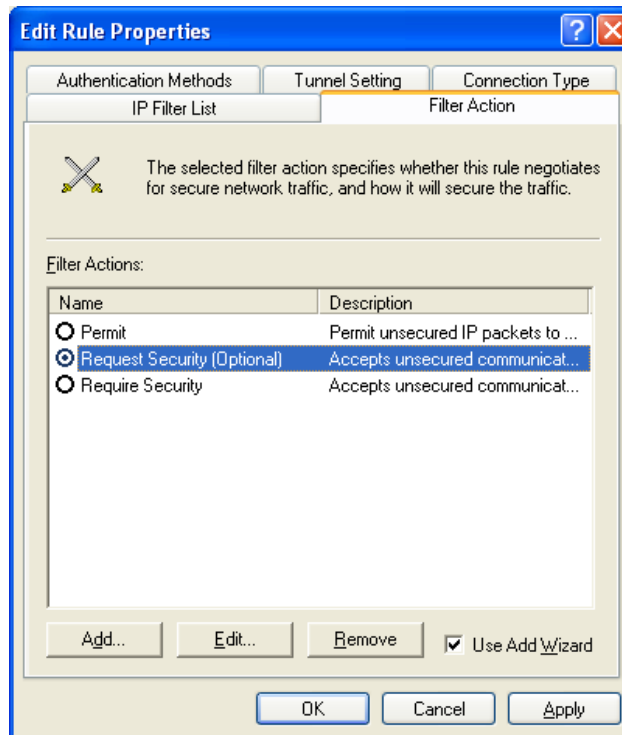 Edit Rule Properties
Authentication Methods Tunnel Setting Connection Type
IP Filter List Filter Action
The selected filter action specifies whether this rule negotiates
for secure network traffic, and how it will secure the traffic.
Filter Actions:
Name Description
Permit Permit unsecured IP packets to ...
Request Security (Optional) Accepts unsecured communicat...
Require Security Accepts unsecured communicat...
Add... Edit... Remove Use Add Wizard
OK Cancel Apply